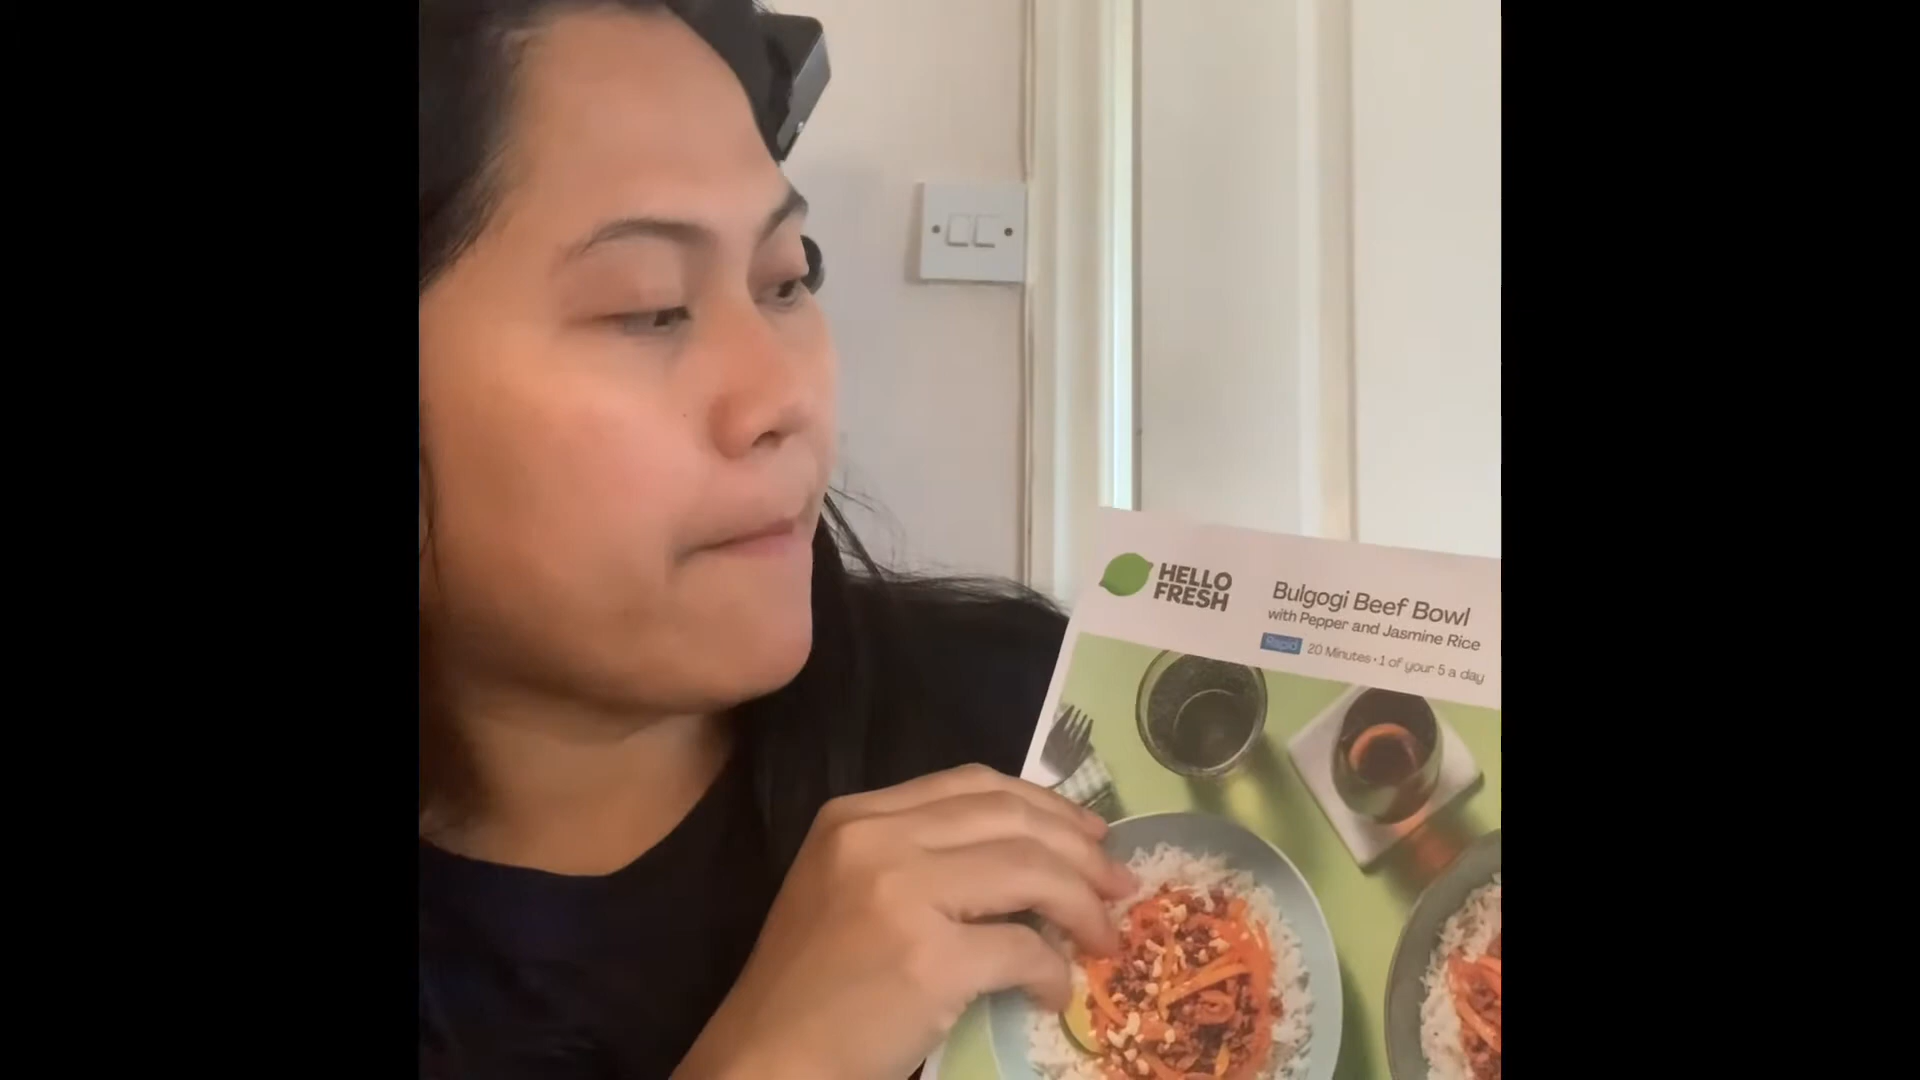 HELLO
FRESH
Bulgogi Beef Bowl
with Pepper and Jasmine Rice
Rapid 20 Minutes • 1 of your 5 a day